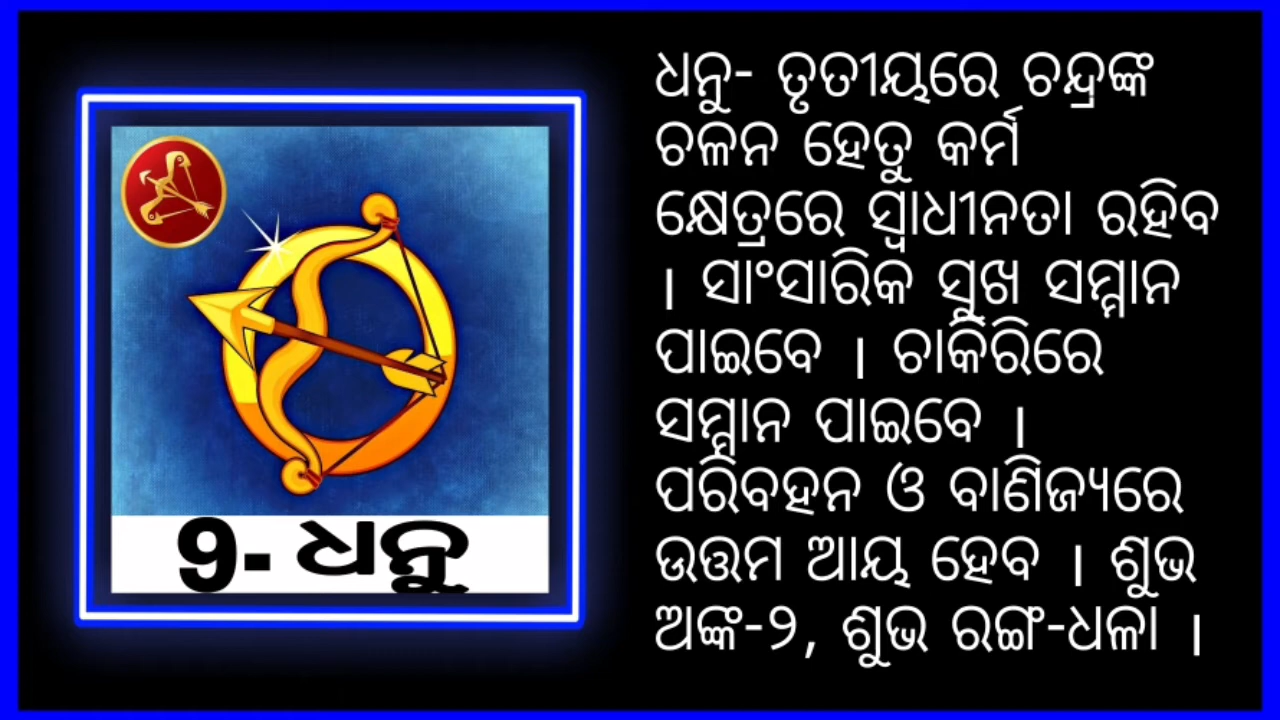 9- ଧନୁ
ଧନୁ- ତୃତୀୟରେ ଚନ୍ଦ୍ରଙ୍କ
ଚଳନ ହେତୁ କର୍ମ
କ୍ଷେତ୍ରରେ ସ୍ୱାଧୀନତା ରହିବ
। ସାଂସାରିକ ସୁଖ ସମ୍ମାନ
ପାଇବେ । ଚାକିରିରେ
ସମ୍ମାନ ପାଇବେ ।
ପରିବହନ ଓ ବାଣିଜ୍ୟରେ
ଉତ୍ତମ ଆୟ ହେବ । ଶୁଭ
ଅଙ୍କ-୨, ଶୁଭ ରଙ୍ଗ-ଧଳା ।